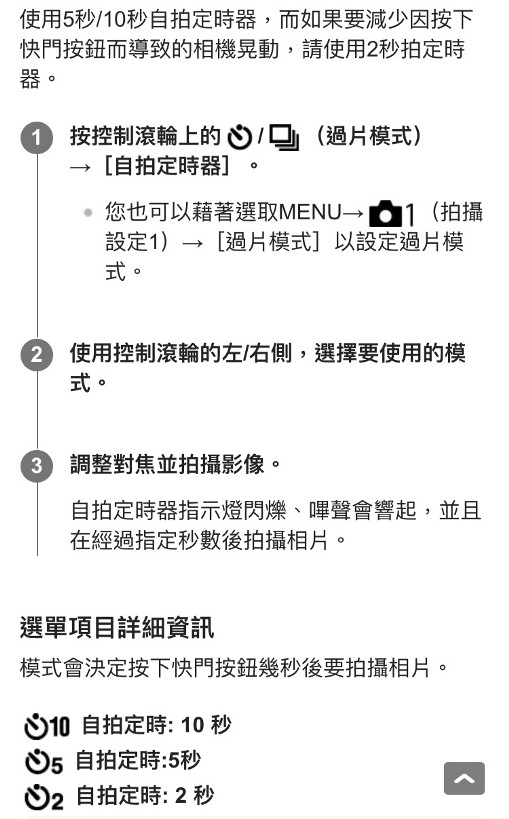 使用5秒/10秒自拍定時器，而如果要減少因按下
快門按鈕而導致的相機晃動，請使用2秒拍定時
器。
1 按控制滾輪上的 / （過片模式）
→［自拍定時器］。
您也可以藉著選取MENU→ 1（拍攝
設定1）→［過片模式］以設定過片模
式。
2 使用控制滾輪的左/右側，選擇要使用的模
式。
3 調整對焦並拍攝影像。
自拍定時器指示燈閃爍、嗶聲會響起，並且
在經過指定秒數後拍攝相片。
選單項目詳細資訊
模式會決定按下快門按鈕幾秒後要拍攝相片。
10 自拍定時: 10 秒
5 自拍定時:5秒
2 自拍定時: 2 秒